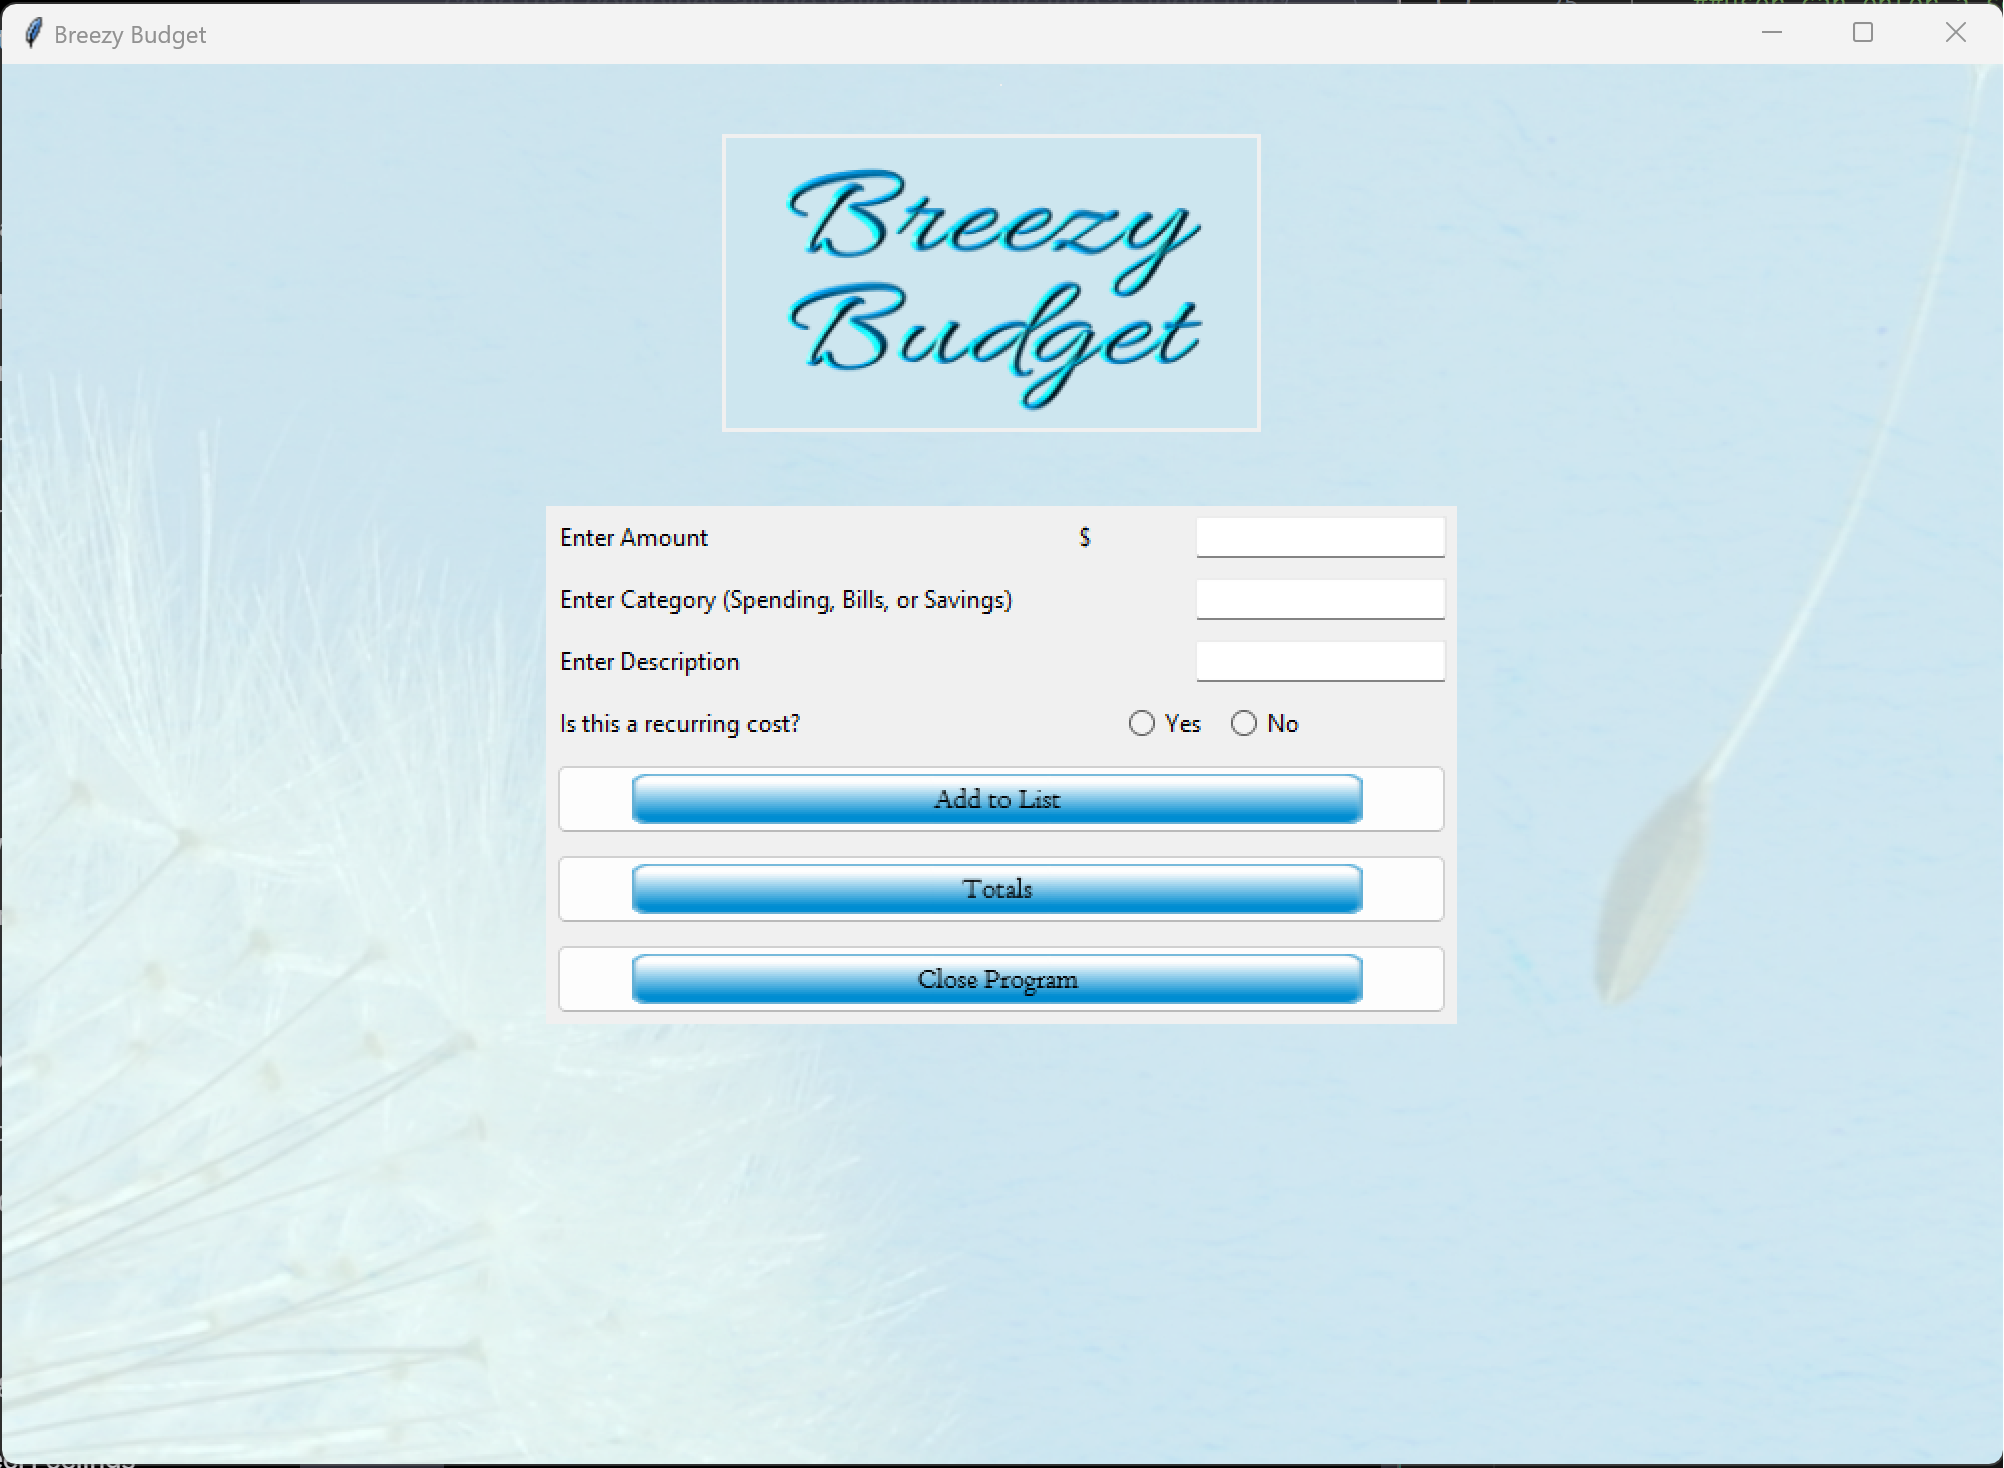 Breezy Budget
Breezy
Budget
Enter Amount $
Enter Category (Spending, Bills, or Savings)
Enter Description
Is this a recurring cost? Yes No
Add to List
Totals
Close Program